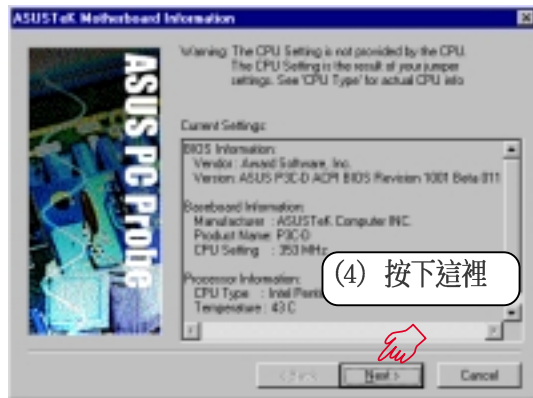 ASUSTeK Motherboard Information
ASUS PC Probe
Warning: The CPU Setting is not provided by the CPU.
The CPU Setting is the result of your jumper
settings. See 'CPU Type' for actual CPU info
Current Settings:
BIOS Information:
Vendor: Award Software, Inc.
Version: ASUS P3C-D ACPI BIOS Revision 1001 Beta 011
Baseboard Information:
Manufacturer : ASUSTeK Computer INC.
Product Name: P3C-D
CPU Setting :
Processor Information:
CPU Type : Intel
Temperature : 43 C
(4) 按下這裡
< Back
Next >
Cancel